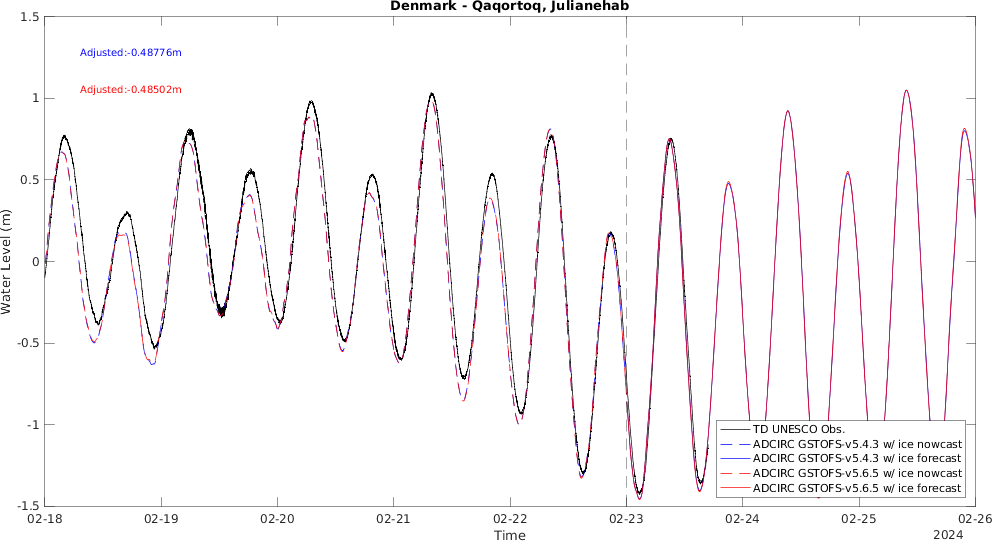 Denmark - Qaqortoq, Julianehab
Adjusted:-0.48776m
Adjusted:-0.48502m
Water Level (m)
1.5
1
0.5
0
-0.5
-1
-1.5
TD UNESCO Obs.
ADCIRC GSTOFS-v5.4.3 w/ ice nowcast
ADCIRC GSTOFS-v5.4.3 w/ ice forecast
ADCIRC GSTOFS-v5.6.5 w/ ice nowcast
ADCIRC GSTOFS-v5.6.5 w/ ice forecast
02-18 02-19 02-20 02-21 02-22 02-23 02-24 02-25 02-26
Time
2024